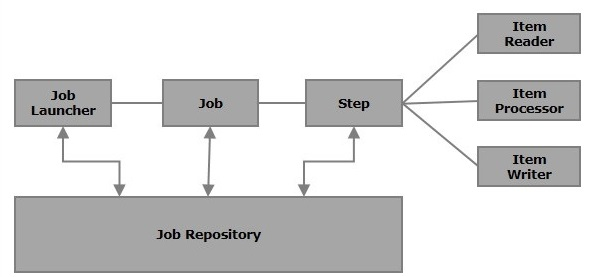 Item
Reader
Job
Launcher
Job
Step
Item
Processor
Item
Writer
Job Repository